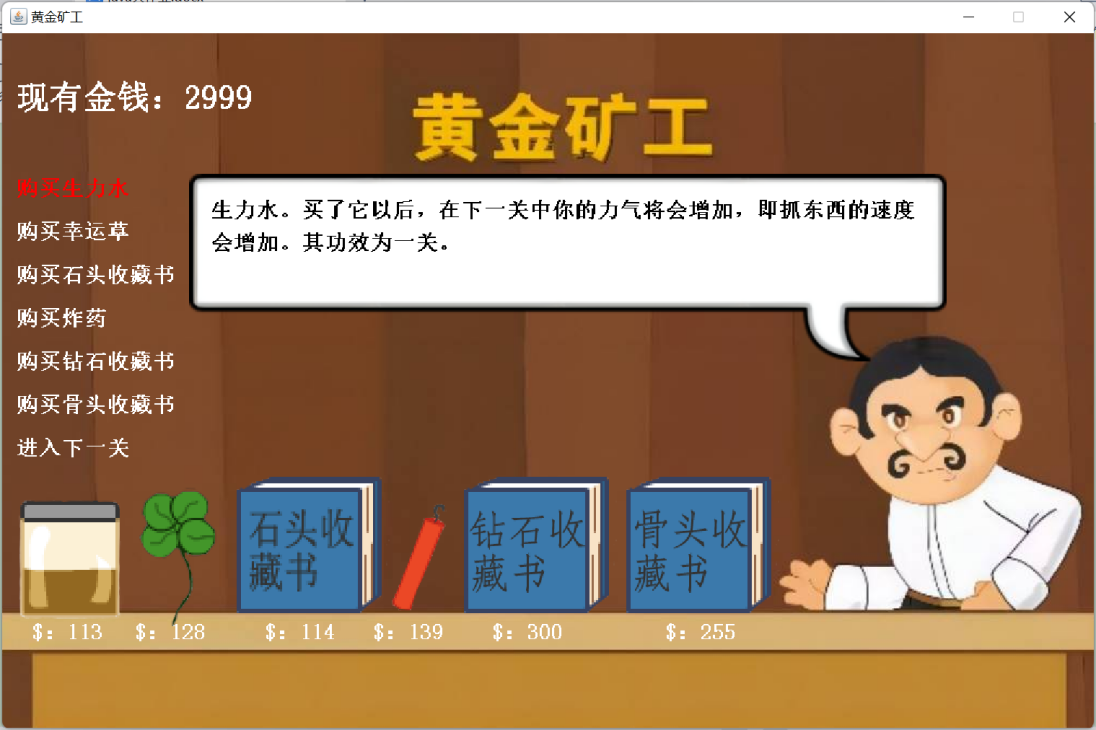 黄金矿工
现有金钱：2999
黄金矿工
购买生力水
购买幸运草
购买石头收藏书
购买炸药
购买钻石收藏书
购买骨头收藏书
进入下一关
生力水。买了它以后，在下一关中你的力气将会增加，即抓东西的速度
会增加。其功效为一关。
石头收
藏书
钻石收
藏书
骨头收
藏书
$：113 $：128 $：114 $：139 $：300 $：255